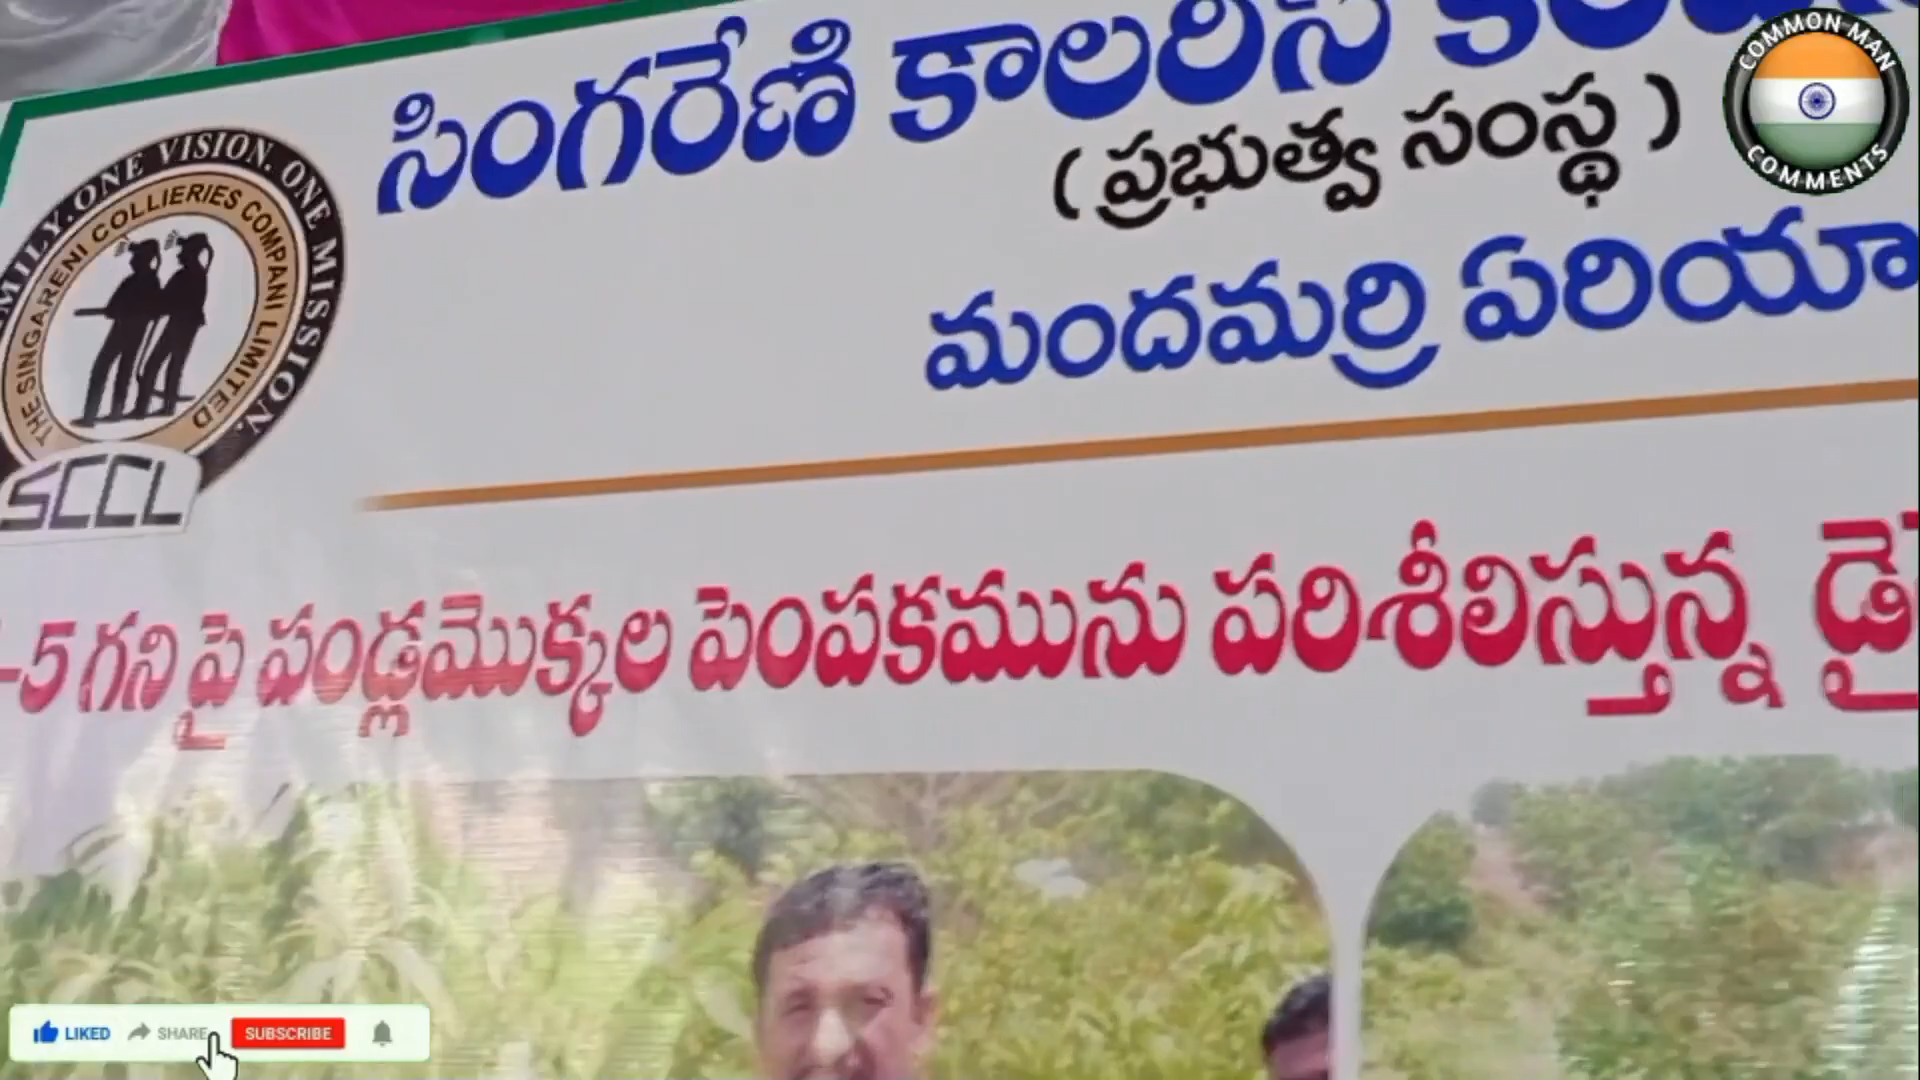 సింగరేణి కాలరీస్
( ప్రభుత్వ సంస్థ )
మందమర్రి ఏరియా
-5 గని పై పండ్లమొక్కల పెంపకమును పరిశీలిస్తున్న
MILY. ONE VISION. ONE MISSION.
THE SINGARENI COLLIERIES COMPANI LIMITED
SCCL
COMMON MAN
COMMENTS
LIKED SHARE SUBSCRIBE